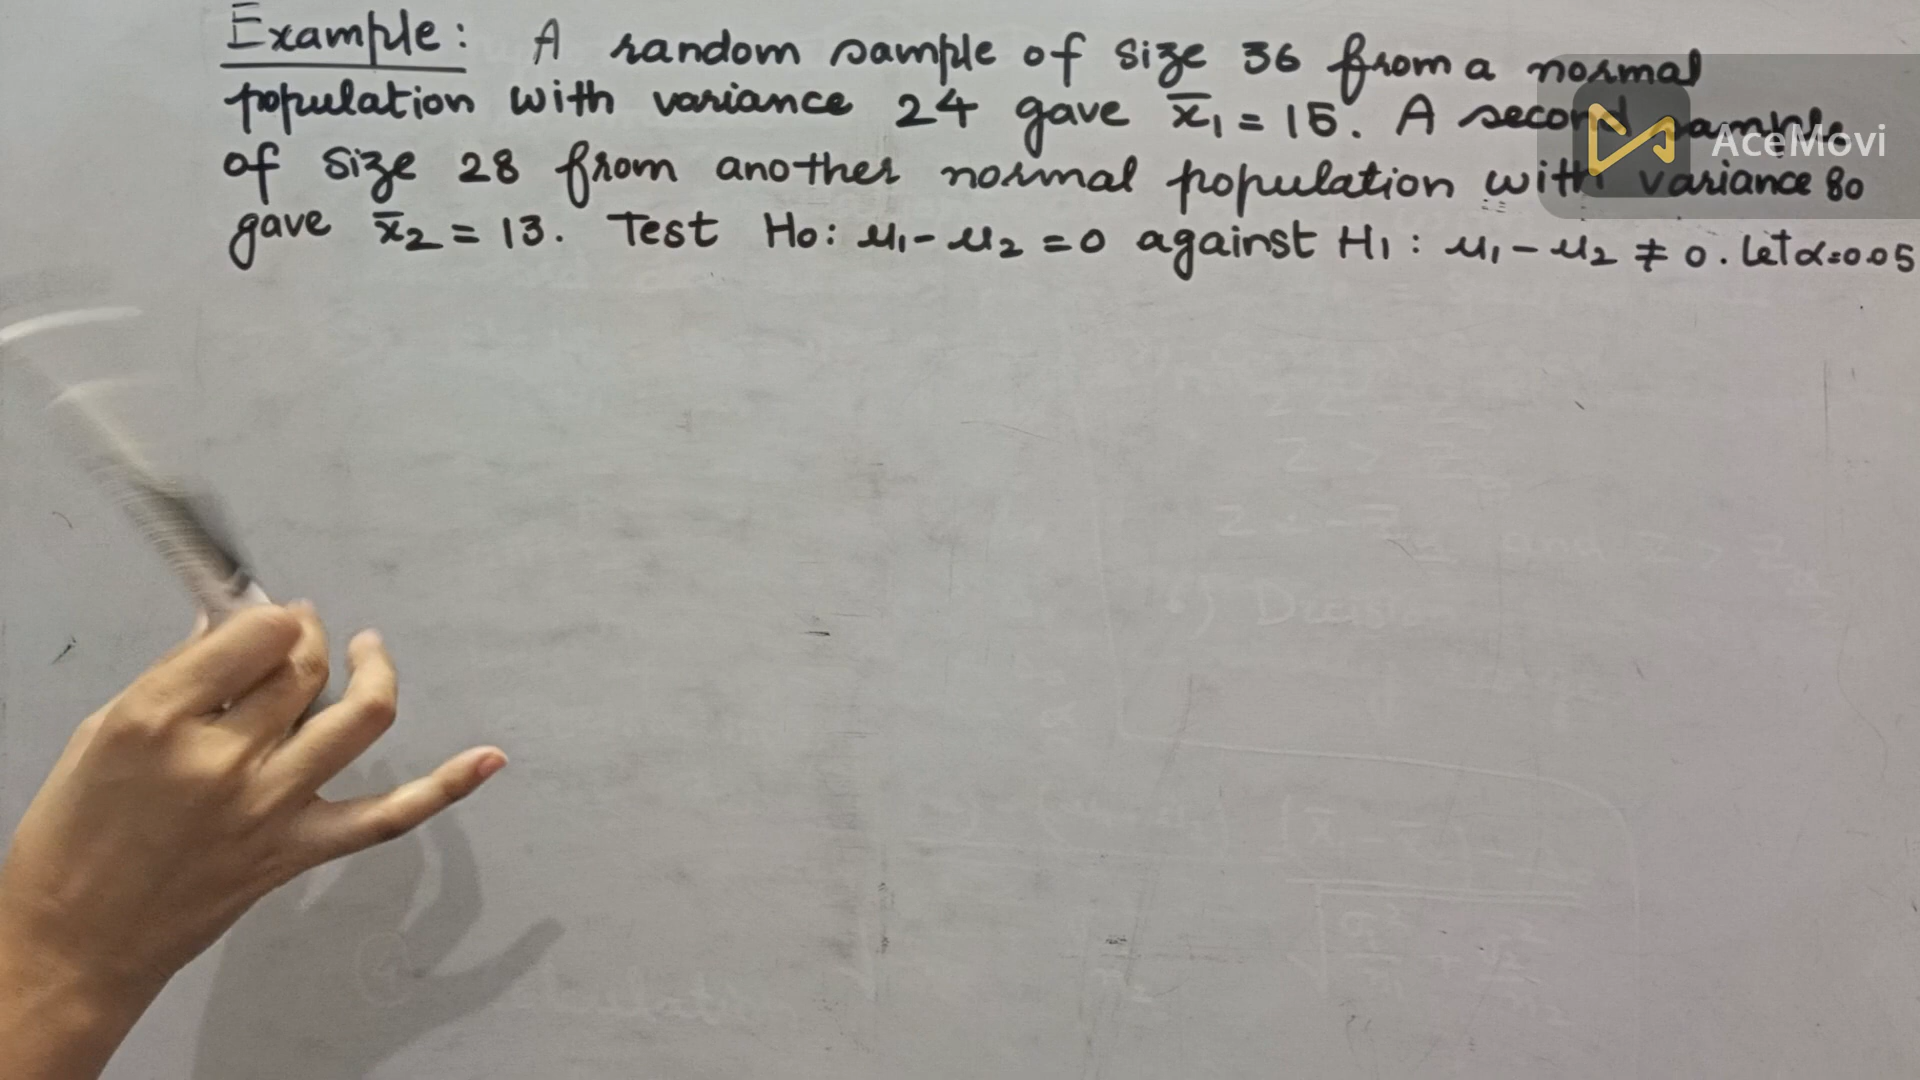 Example: A random sample of size 36 from a normal
population with variance 24 gave x̄₁ = 15. A second sample
of size 28 from another normal population with variance 80
gave x̄₂ = 13. Test H₀: μ₁ - μ₂ = 0 against H₁ : μ₁ - μ₂ ≠ 0. Let α=0.05
AceMovi